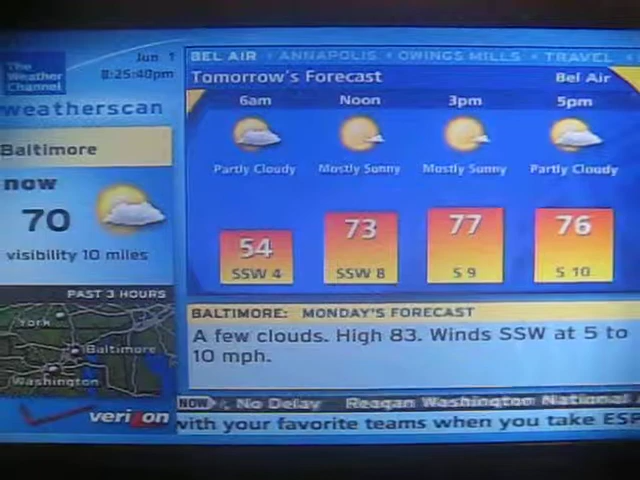 The
Weather
Channel
Jun 1
8:25:40pm
weatherscan
Baltimore
now
70
visibility 10 miles
PAST 3 HOURS
York
Baltimore
Washington
verizon
BEL AIR ANNAPOLIS OWINGS MILLS TRAVEL
Tomorrow's Forecast Bel Air
6am Noon 3pm 5pm
Partly Cloudy Mostly Sunny Mostly Sunny Partly Cloudy
54 73 77 76
SSW 4 SSW 8 S 9 S 10
BALTIMORE: MONDAY'S FORECAST
A few clouds. High 83. Winds SSW at 5 to
10 mph.
NOW No Delay Reagan Washington National
with your favorite teams when you take ESP